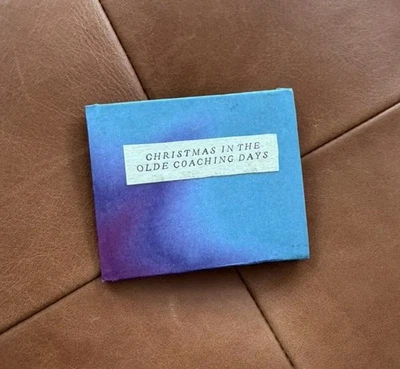 CHRISTMAS IN THE
OLDE COACHING DAYS